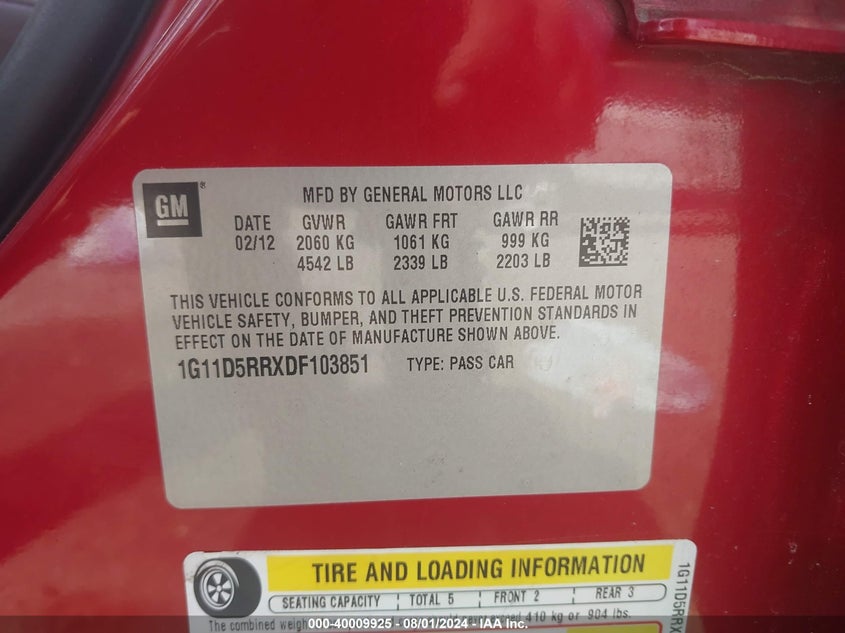 GM ® MFD BY GENERAL MOTORS LLC
DATE GVWR GAWR FRT GAWR RR
02/12 2060 KG 1061 KG 999 KG
4542 LB 2339 LB 2203 LB
THIS VEHICLE CONFORMS TO ALL APPLICABLE U.S. FEDERAL MOTOR
VEHICLE SAFETY, BUMPER, AND THEFT PREVENTION STANDARDS IN
EFFECT ON THE DATE OF MANUFACTURE SHOWN ABOVE.
1G11D5RRXDF103851 TYPE: PASS CAR
TIRE AND LOADING INFORMATION
SEATING CAPACITY TOTAL 5 FRONT 2 REAR 3
The combined 410 kg or 904 lbs.
1G11D5RRX
000-40009925 - 08/01/2024 - IAA Inc.